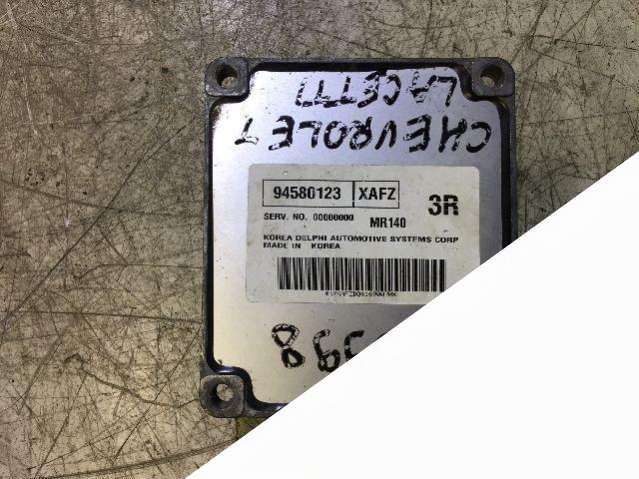 CHEVROLET
LACETTI
94580123 XAFZ 3R
SERV. NO. 00000000 MR140
KOREA DELPHI AUTOMOTIVE SYSTEMS CORP
MADE IN KOREA